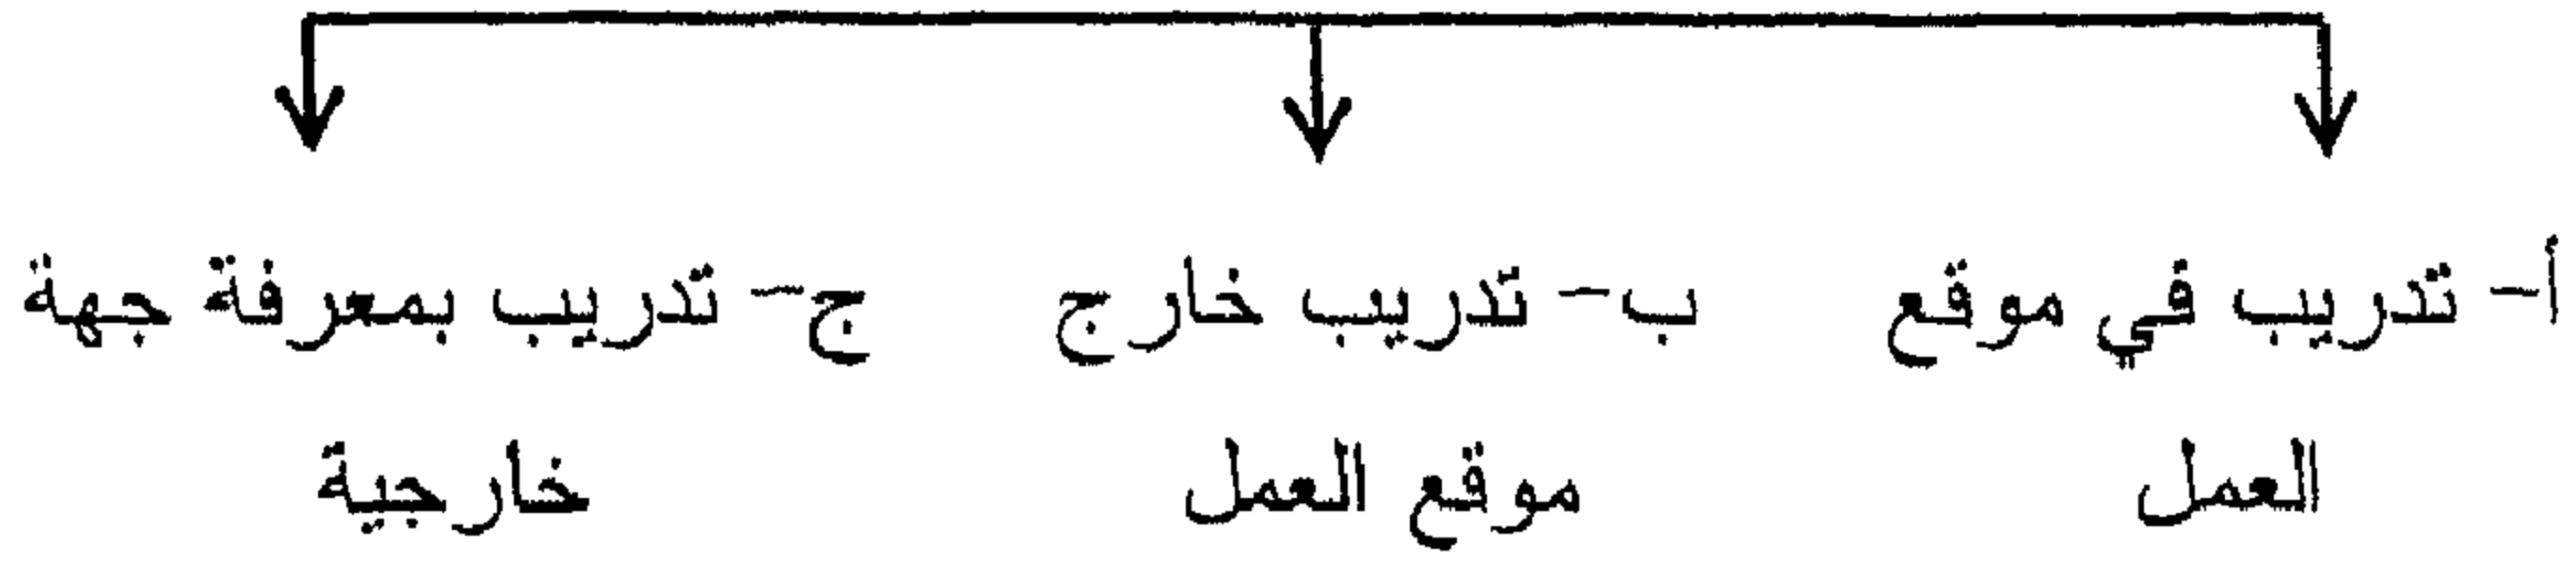 أ- تدريب في موقع
العمل
ب- تدريب خارج
موقع العمل
ج- تدريب بمعرفة جهة
خارجية